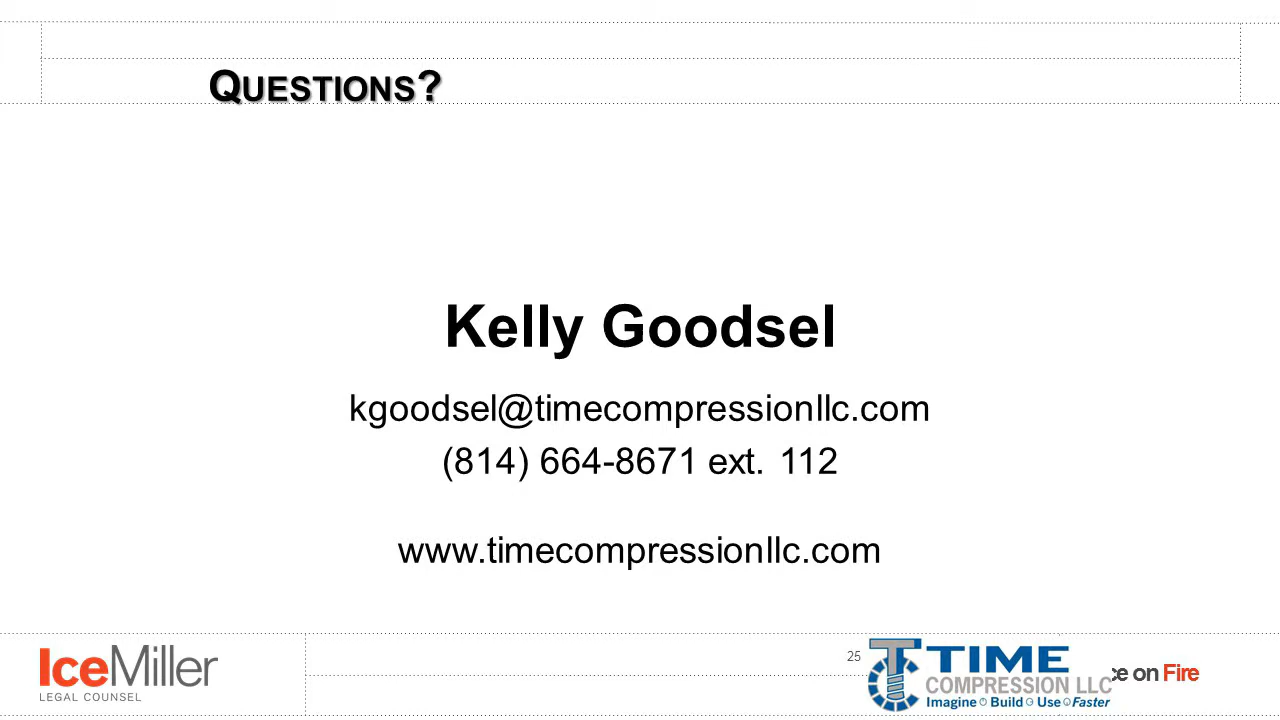 QUESTIONS?
Kelly Goodsel
kgoodsel@timecompressionllc.com
(814) 664-8671 ext. 112
www.timecompressionllc.com
IceMiller
LEGAL COUNSEL
25
TIME
COMPRESSION LLC
Imagine Build Use Faster
on Fire